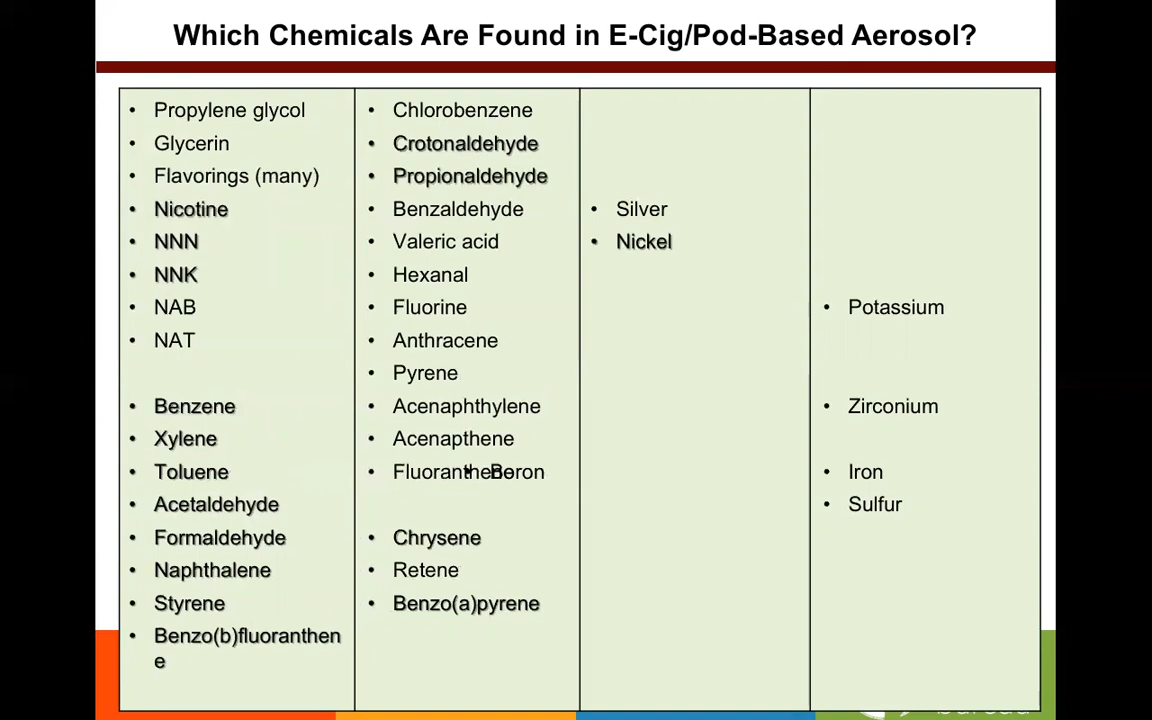 Which Chemicals Are Found in E-Cig/Pod-Based Aerosol?
• Propylene glycol
• Glycerin
• Flavorings (many)
• Nicotine
• NNN
• NNK
• NAB
• NAT
• Benzene
• Xylene
• Toluene
• Acetaldehyde
• Formaldehyde
• Naphthalene
• Styrene
• Benzo(b)fluoranthen
e
• Chlorobenzene
• Crotonaldehyde
• Propionaldehyde
• Benzaldehyde
• Valeric acid
• Hexanal
• Fluorine
• Anthracene
• Pyrene
• Acenaphthylene
• Acenapthene
• Fluoranthene
• Boron
• Chrysene
• Retene
• Benzo(a)pyrene
• Silver
• Nickel
• Potassium
• Zirconium
• Iron
• Sulfur